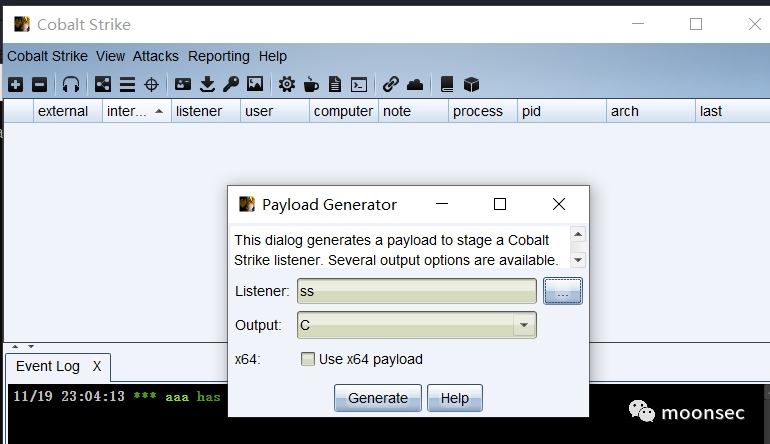 Cobalt Strike
Cobalt Strike View Attacks Reporting Help
external inter... listener user computer note process pid arch last
Payload Generator
This dialog generates a payload to stage a Cobalt
Strike listener. Several output options are available.
Listener: ss ...
Output: C
x64: Use x64 payload
Generate Help
Event Log X
11/19 23:04:13 *** aaa has
moonsec